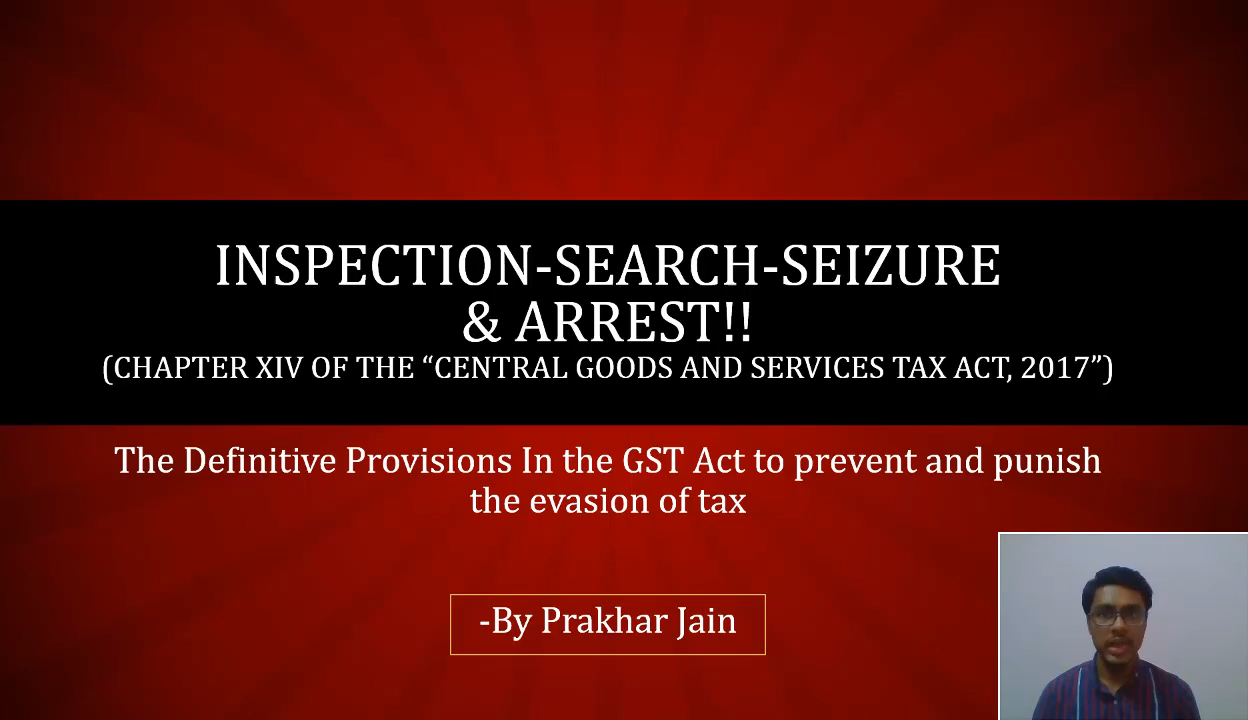 INSPECTION-SEARCH-SEIZURE
& ARREST!!
(CHAPTER XIV OF THE “CENTRAL GOODS AND SERVICES TAX ACT, 2017”)
The Definitive Provisions In the GST Act to prevent and punish
the evasion of tax
-By Prakhar Jain